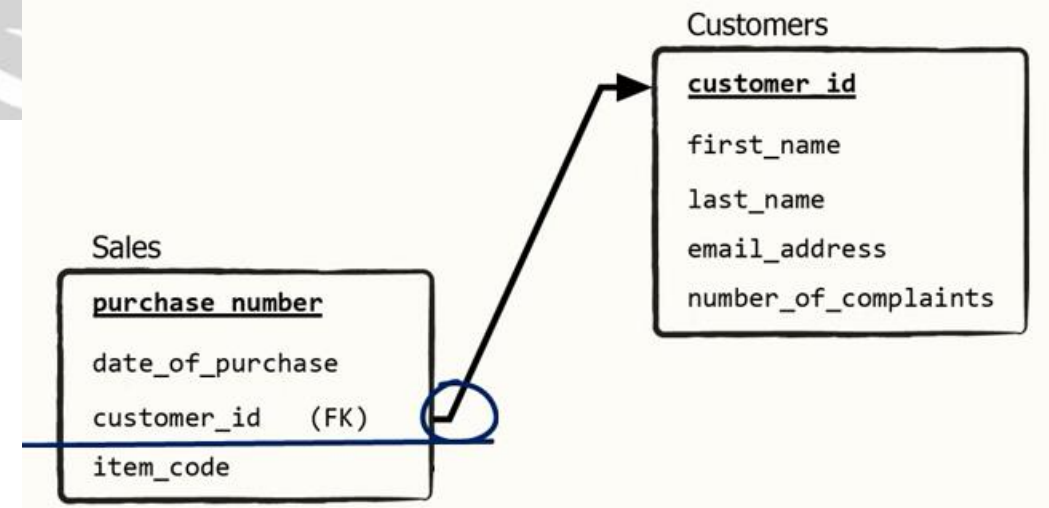 Customers
customer_id
first_name
last_name
email_address
number_of_complaints
Sales
purchase_number
date_of_purchase
customer_id (FK)
item_code